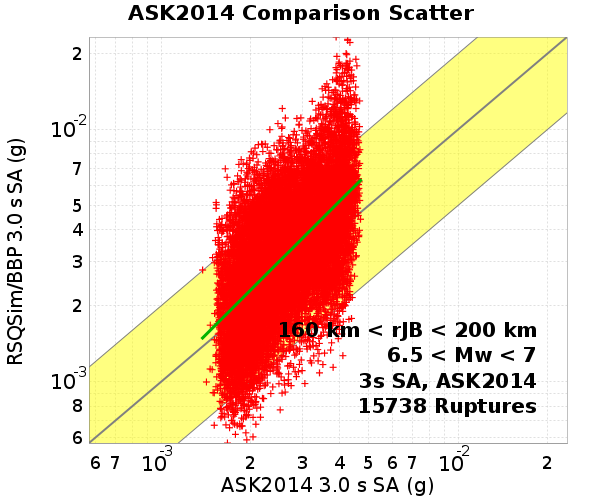 ASK2014 Comparison Scatter
RSQSim/BBP 3.0 s SA (g)
2
10-2
7
5
4
3
2
10-3
8
6
160 km < rJB < 200 km
6.5 < Mw < 7
3s SA, ASK2014
15738 Ruptures
6 7 10-3 2 3 4 5 6 7 8 10-2 2
ASK2014 3.0 s SA (g)